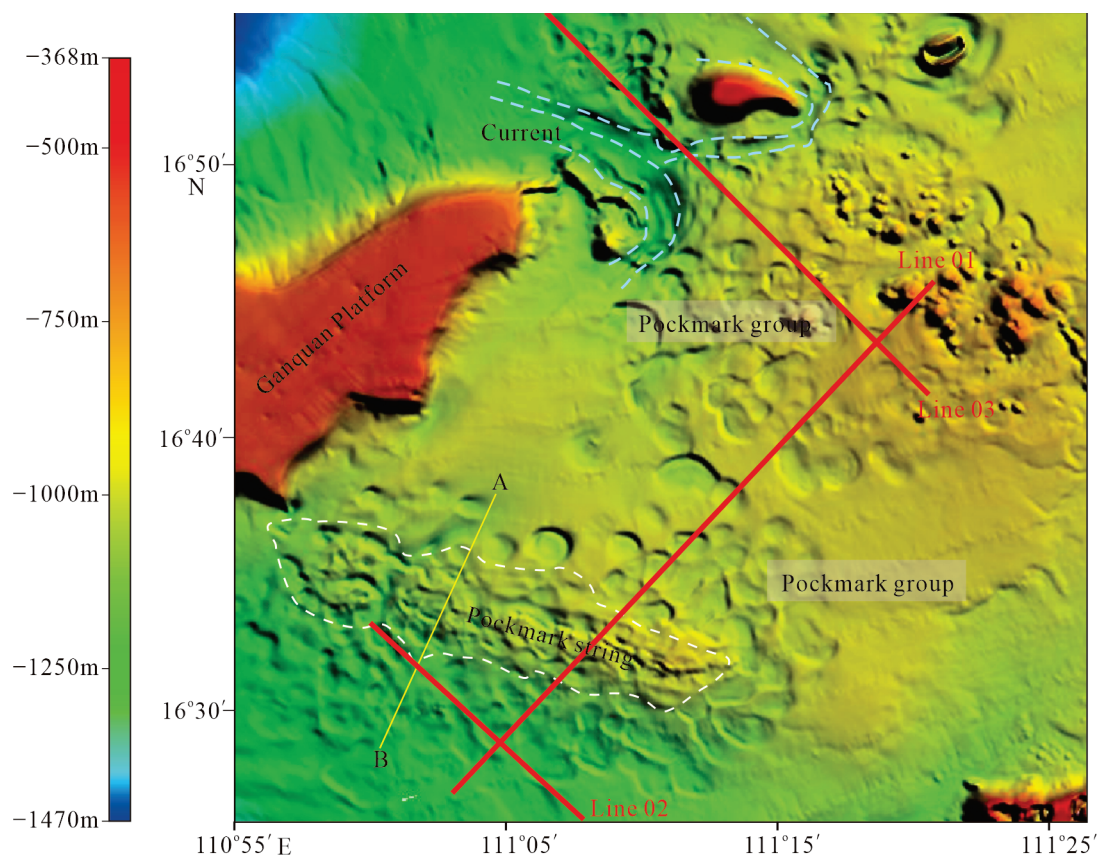 −368m
−500m
−750m
−1000m
−1250m
−1470m
16°50′
N
16°40′
16°30′
110°55′ E
111°05′
111°15′
111°25′
Current
Ganquan Platform
Line 01
Pockmark group
Line 03
A
Pockmark group
Pockmark string
B
Line 02